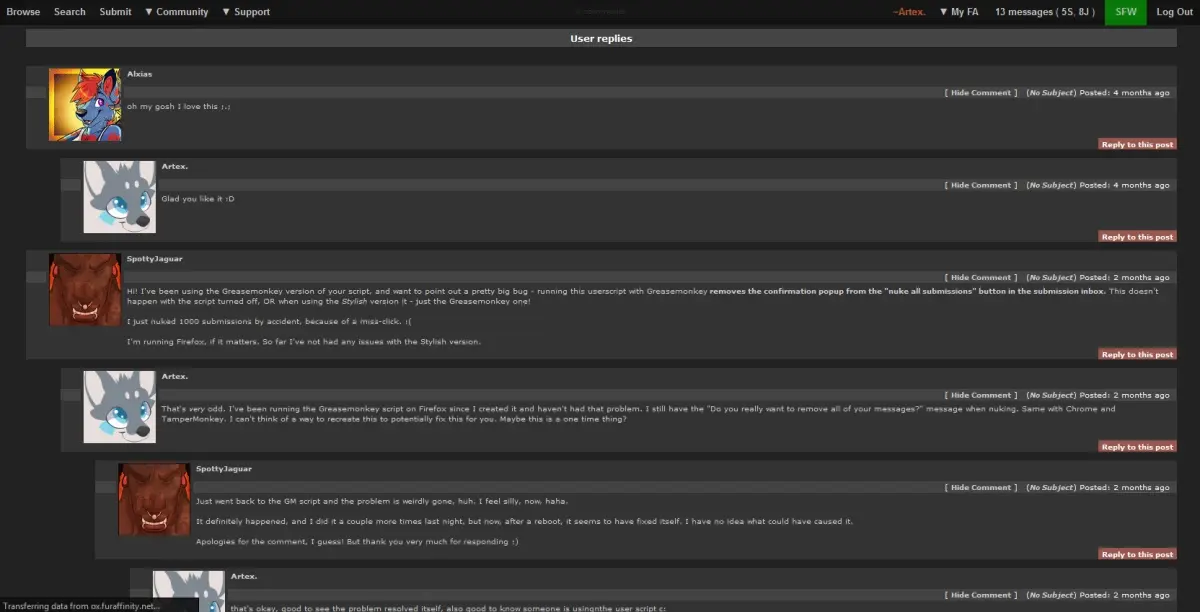 Browse Search Submit ▼ Community ▼ Support ~Artex. ▼ My FA 13 messages ( 5S, 8J ) SFW Log Out
User replies
Alxias
[ Hide Comment ] (No Subject) Posted: 4 months ago
oh my gosh I love this ;.;
Reply to this post
Artex.
[ Hide Comment ] (No Subject) Posted: 4 months ago
Glad you like it :D
Reply to this post
SpottyJaguar
[ Hide Comment ] (No Subject) Posted: 2 months ago
Hi! I've been using the Greasemonkey version of your script, and want to point out a pretty big bug - running this userscript with Greasemonkey removes the confirmation popup from the "nuke all submissions" button in the submission inbox. This doesn't
happen with the script turned off, OR when using the Stylish version it - just the Greasemonkey one!
I just nuked 1000 submissions by accident, because of a miss-click. :(
I'm running Firefox, if it matters. So far I've not had any issues with the Stylish version.
Reply to this post
Artex.
[ Hide Comment ] (No Subject) Posted: 2 months ago
That's very odd. I've been running the Greasemonkey script on Firefox since I created it and haven't had that problem. I still have the "Do you really want to remove all of your messages?" message when nuking. Same with Chrome and
TamperMonkey. I can't think of a way to recreate this to potentially fix this for you. Maybe this is a one time thing?
Reply to this post
SpottyJaguar
[ Hide Comment ] (No Subject) Posted: 2 months ago
Just went back to the GM script and the problem is weirdly gone, huh. I feel silly, now, haha.
It definitely happened, and I did it a couple more times last night, but now, after a reboot, it seems to have fixed itself. I have no idea what could have caused it.
Apologies for the comment, I guess! But thank you very much for responding :)
Reply to this post
Artex.
[ Hide Comment ] (No Subject) Posted: 2 months ago
that's okay, good to see the problem resolved itself, also good to know someone is usingnthe user script c:
Transferring data from ox.furaffinity.net...